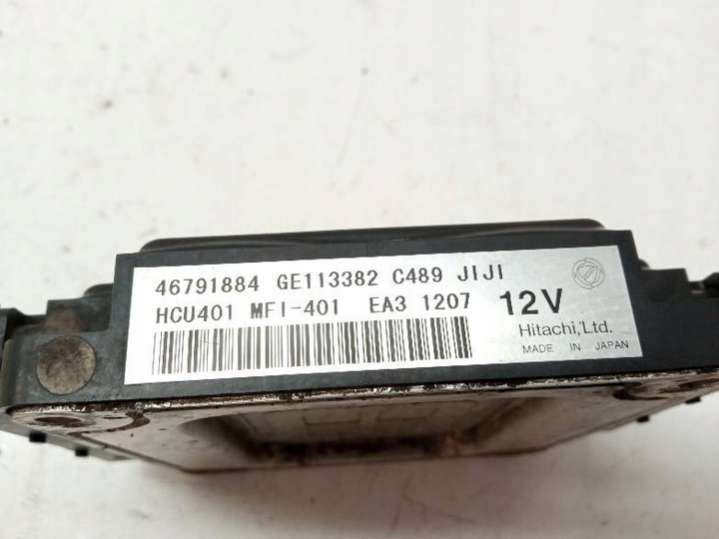 46791884 GE113382 C489 JIJI
HCU401 MFI-401 EA3 1207 12V
Hitachi,Ltd.
MADE IN JAPAN